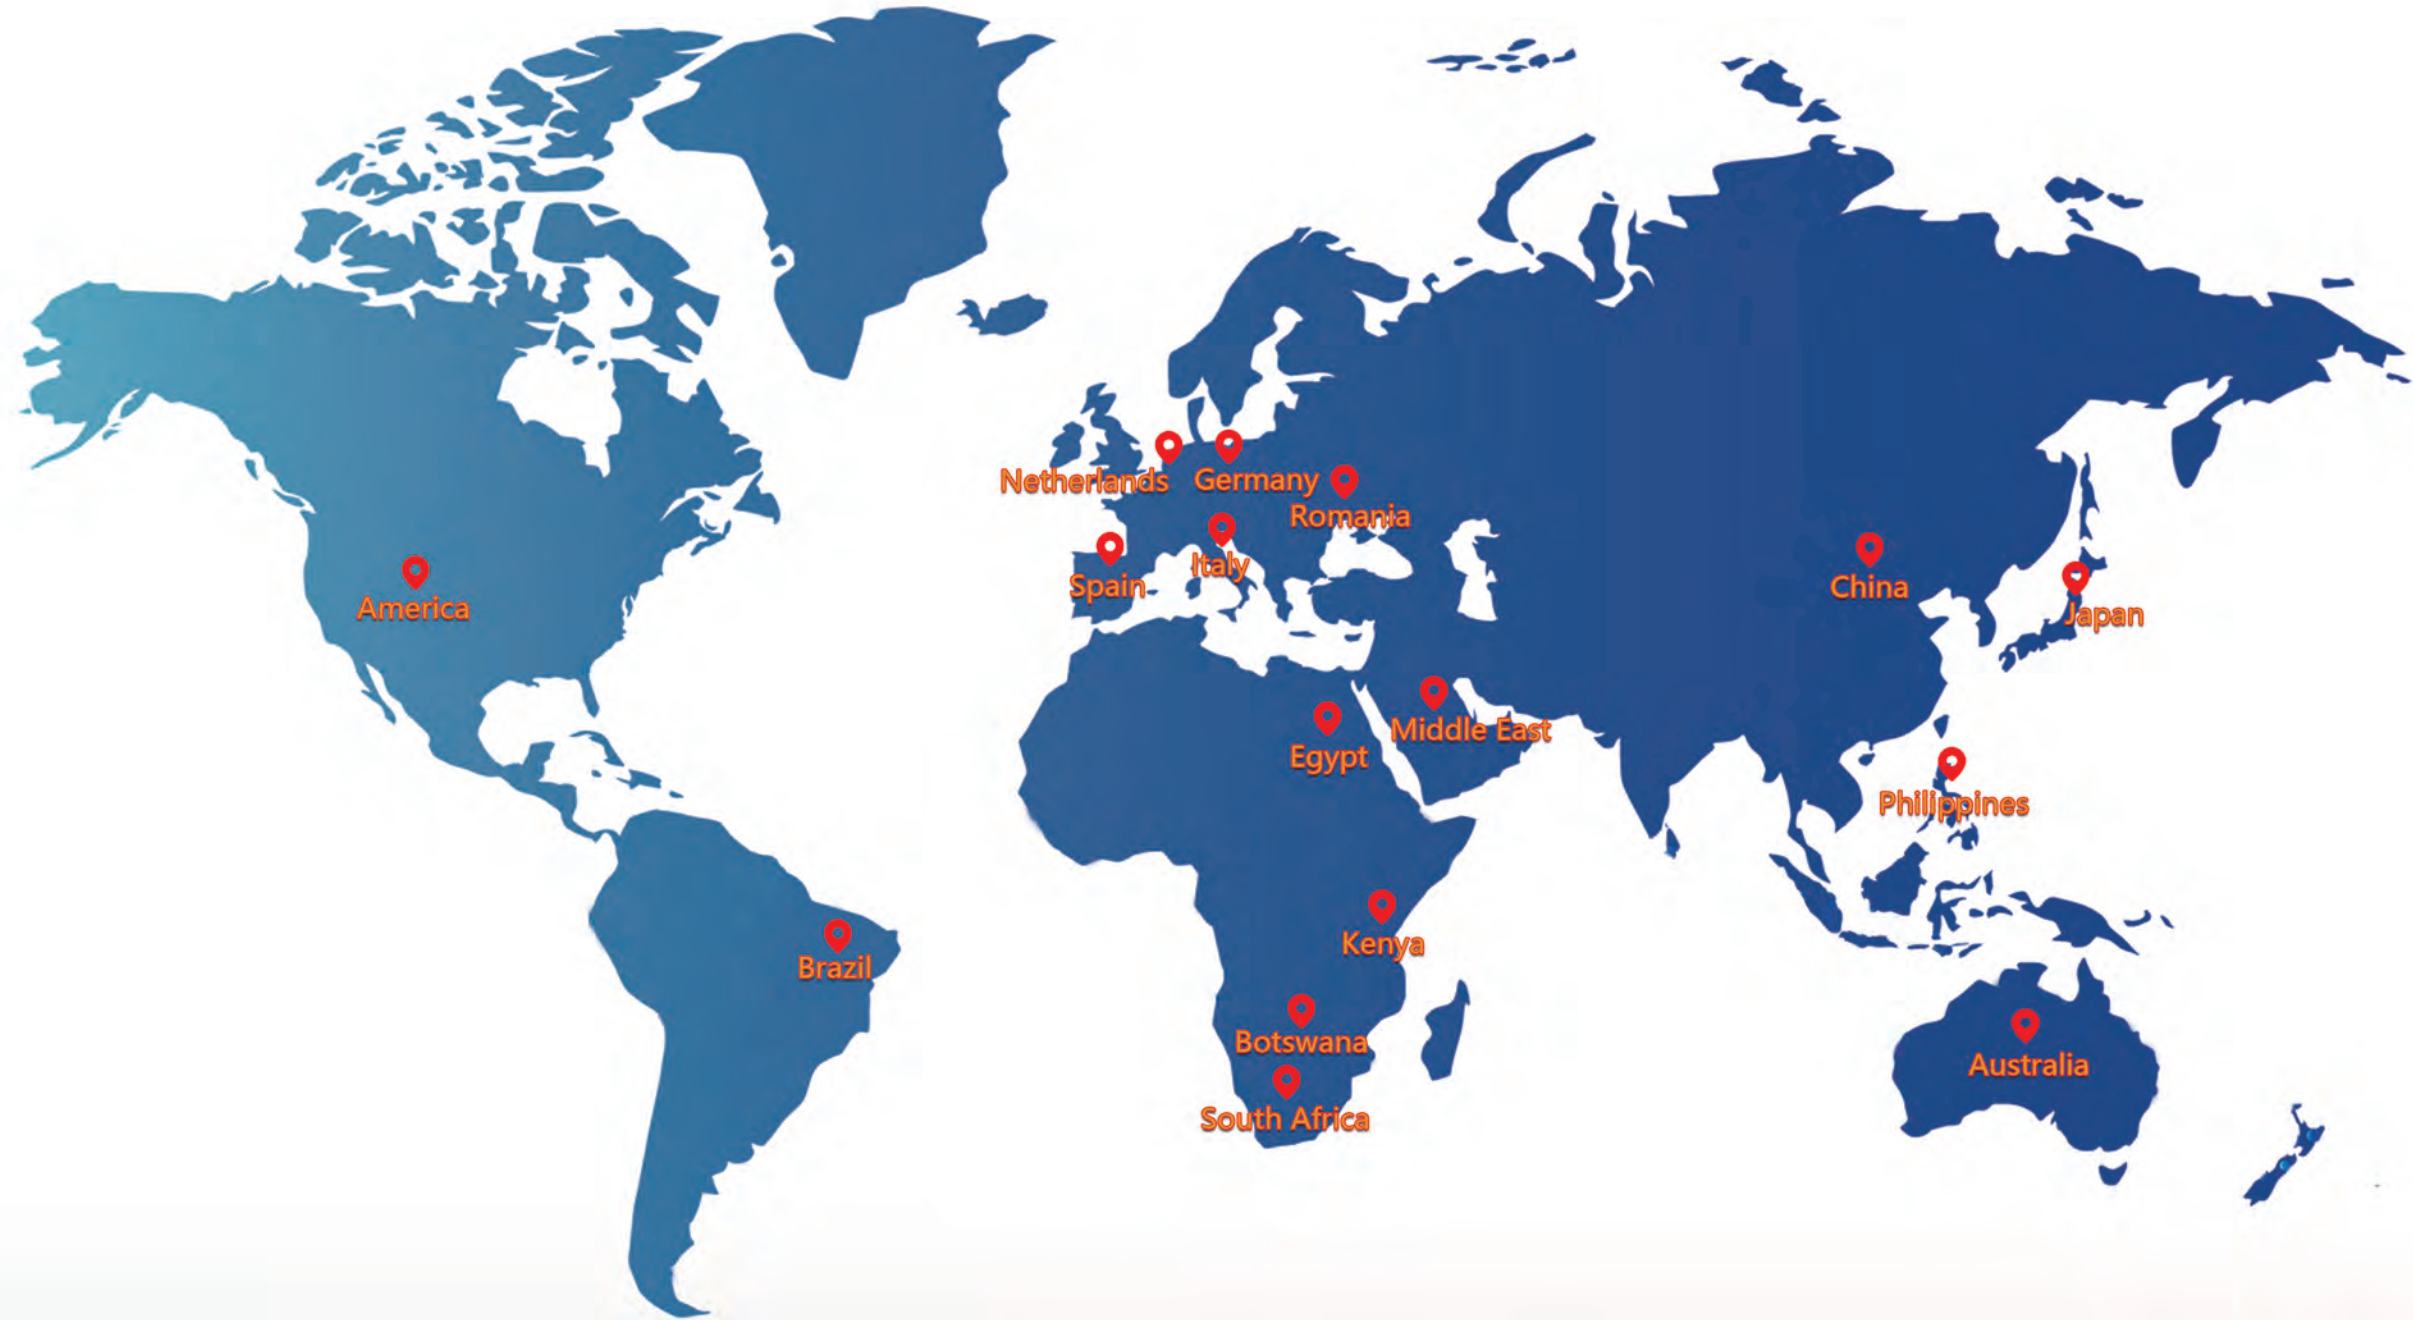 Netherlands
Germany
Romania
Italy
Spain
America
China
Japan
Middle East
Egypt
Philippines
Kenya
Brazil
Botswana
Australia
South Africa